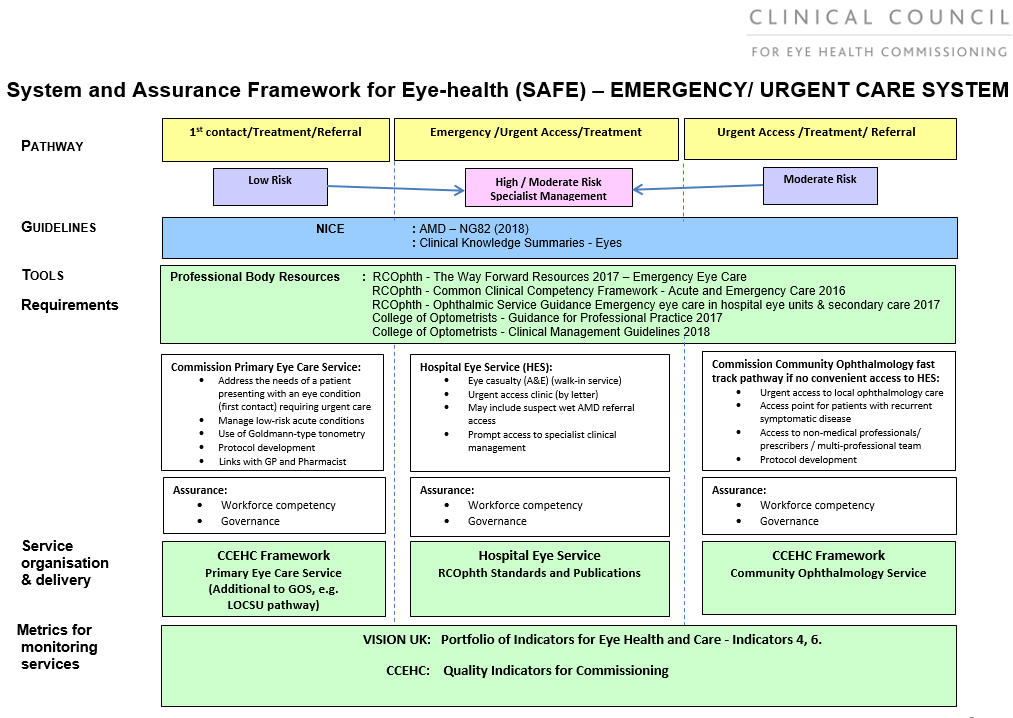 CLINICAL COUNCIL
FOR EYE HEALTH COMMISSIONING
System and Assurance Framework for Eye-health (SAFE) – EMERGENCY/ URGENT CARE SYSTEM
PATHWAY
1st contact/Treatment/Referral
Emergency /Urgent Access/Treatment
Urgent Access /Treatment/ Referral
Low Risk
High / Moderate Risk
Specialist Management
Moderate Risk
GUIDELINES
NICE : AMD – NG82 (2018)
: Clinical Knowledge Summaries - Eyes
TOOLS
Requirements
Professional Body Resources : RCOphth - The Way Forward Resources 2017 – Emergency Eye Care
RCOphth - Common Clinical Competency Framework - Acute and Emergency Care 2016
RCOphth - Ophthalmic Service Guidance Emergency eye care in hospital eye units & secondary care 2017
College of Optometrists - Guidance for Professional Practice 2017
College of Optometrists - Clinical Management Guidelines 2018
Commission Primary Eye Care Service:
• Address the needs of a patient
presenting with an eye condition
(first contact) requiring urgent care
• Manage low-risk acute conditions
• Use of Goldmann-type tonometry
• Protocol development
• Links with GP and Pharmacist
Hospital Eye Service (HES):
• Eye casualty (A&E) (walk-in service)
• Urgent access clinic (by letter)
• May include suspect wet AMD referral
access
• Prompt access to specialist clinical
management
Commission Community Ophthalmology fast
track pathway if no convenient access to HES:
• Urgent access to local ophthalmology care
• Access point for patients with recurrent
symptomatic disease
• Access to non-medical professionals/
prescribers / multi-professional team
• Protocol development
Assurance:
• Workforce competency
• Governance
Assurance:
• Workforce competency
• Governance
Assurance:
• Workforce competency
• Governance
Service
organisation
& delivery
CCEHC Framework
Primary Eye Care Service
(Additional to GOS, e.g.
LOCSU pathway)
Hospital Eye Service
RCOphth Standards and Publications
CCEHC Framework
Community Ophthalmology Service
Metrics for
monitoring
services
VISION UK: Portfolio of Indicators for Eye Health and Care - Indicators 4, 6.
CCEHC: Quality Indicators for Commissioning